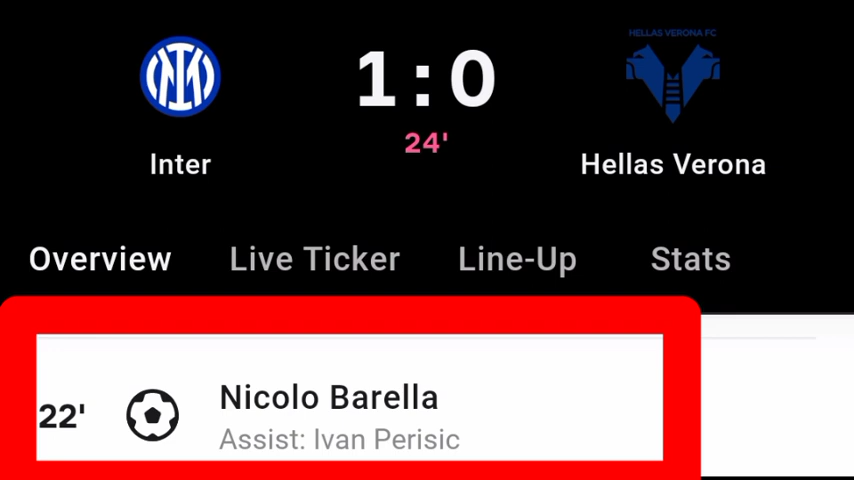 HELLAS VERONA FC
1:0
24'
Inter
Hellas Verona
Overview
Live Ticker
Line-Up
Stats
22'
Nicolo Barella
Assist: Ivan Perisic